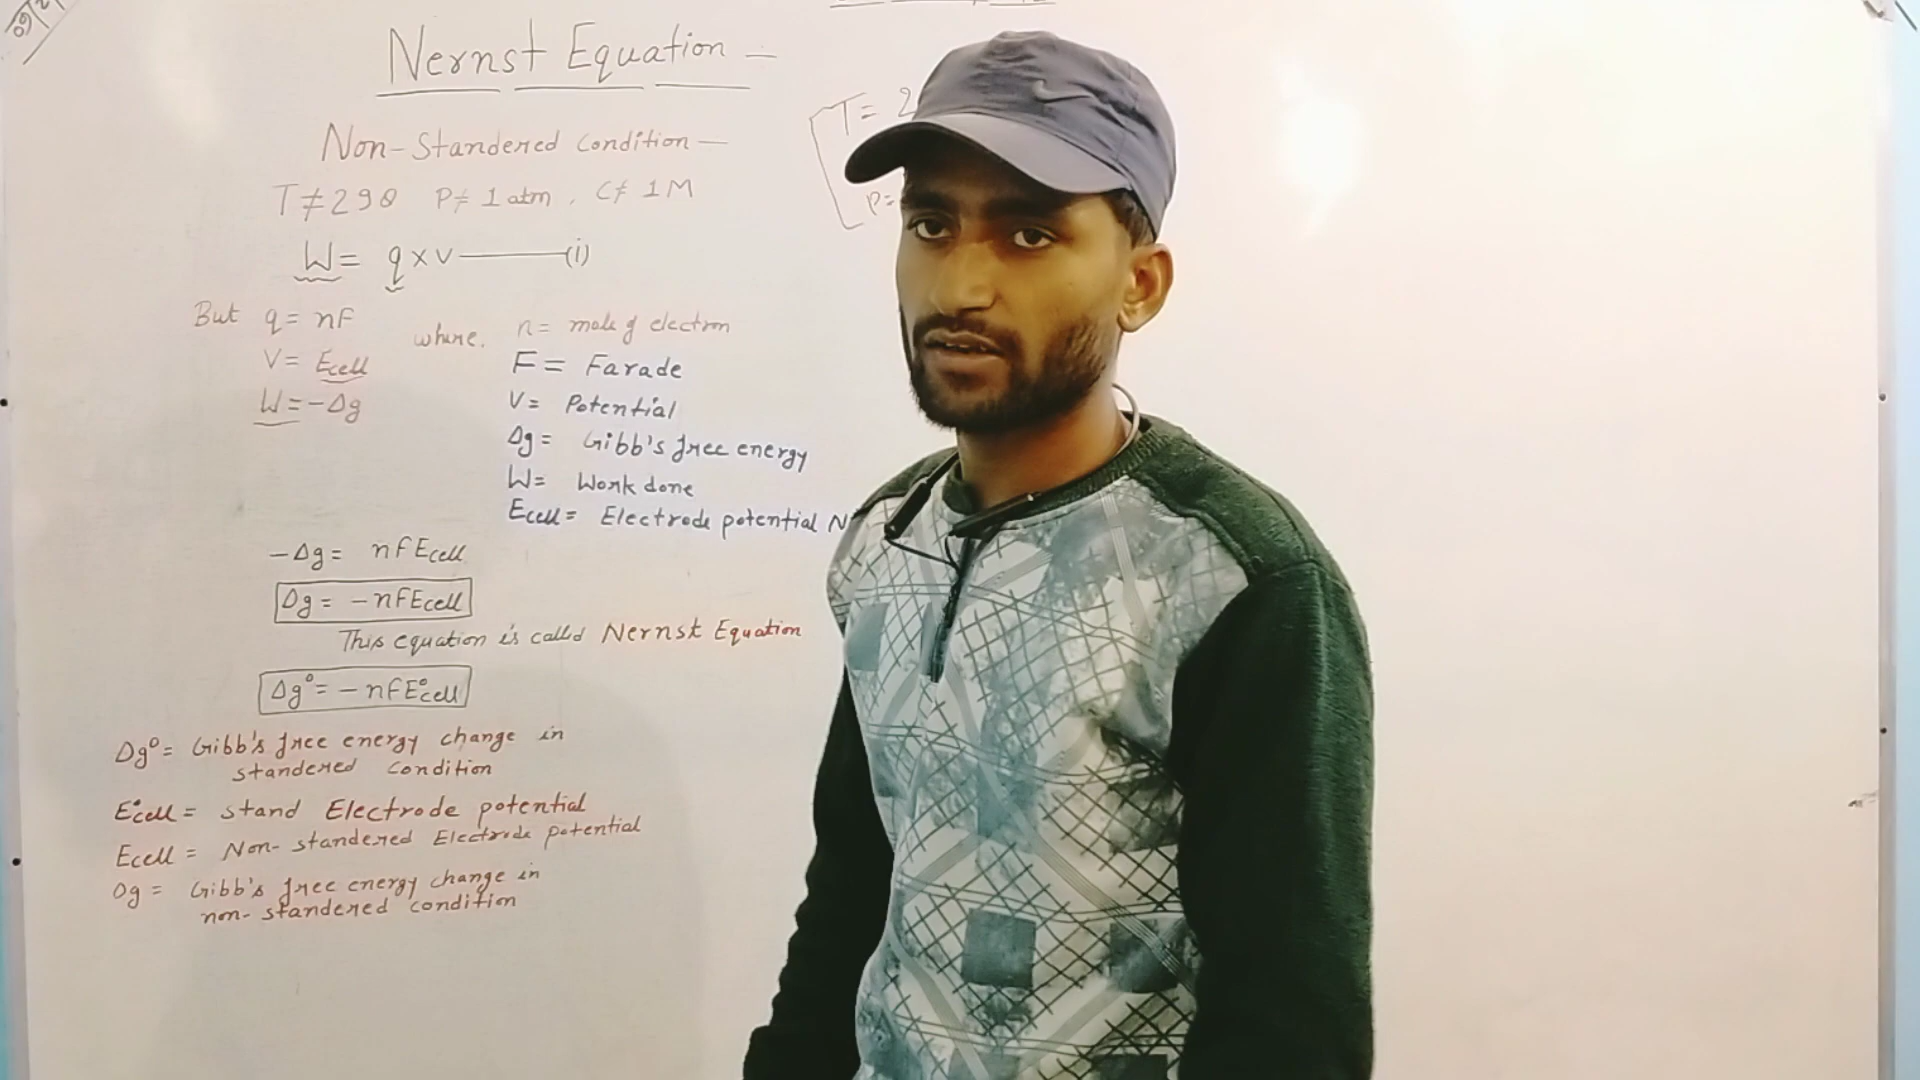 Nernst Equation —
Non-Standered Condition —
T≠298 P≠ 1 atm, C≠ 1M
T= 2
P=
W= q×v ——— (i)
But q= nF
V= Ecell
W=-Δg
where, n= mole of electron
F= Farade
V= Potential
Δg= Gibb's free energy
W= Work done
Ecell= Electrode potential N
-Δg= nFEcell
Δg= -nFEcell
This equation is called Nernst Equation
Δg°= -nFE°cell
Δg°= Gibb's free energy change in
standered condition
E°cell= stand Electrode potential
Ecell= Non-standered Electrode potential
Δg= Gibb's free energy change in
non-standered condition